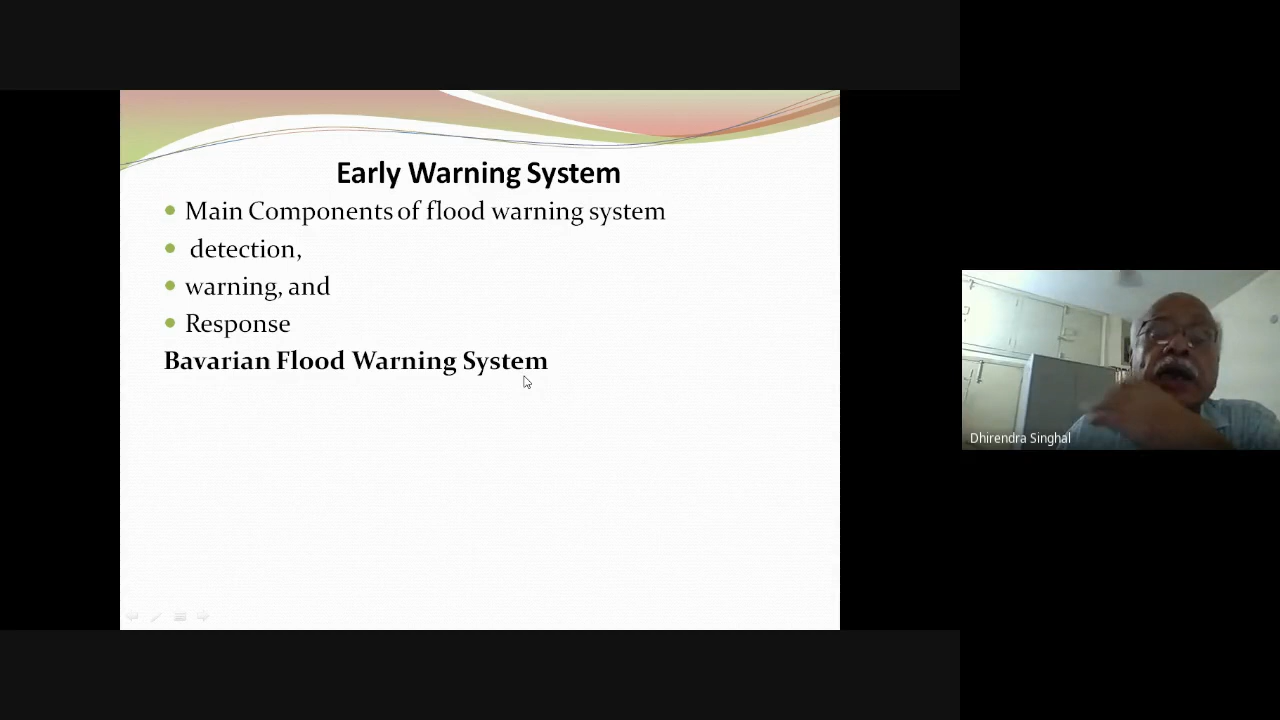 Early Warning System
Main Components of flood warning system
detection,
warning, and
Response
Bavarian Flood Warning System
Dhirendra Singhal